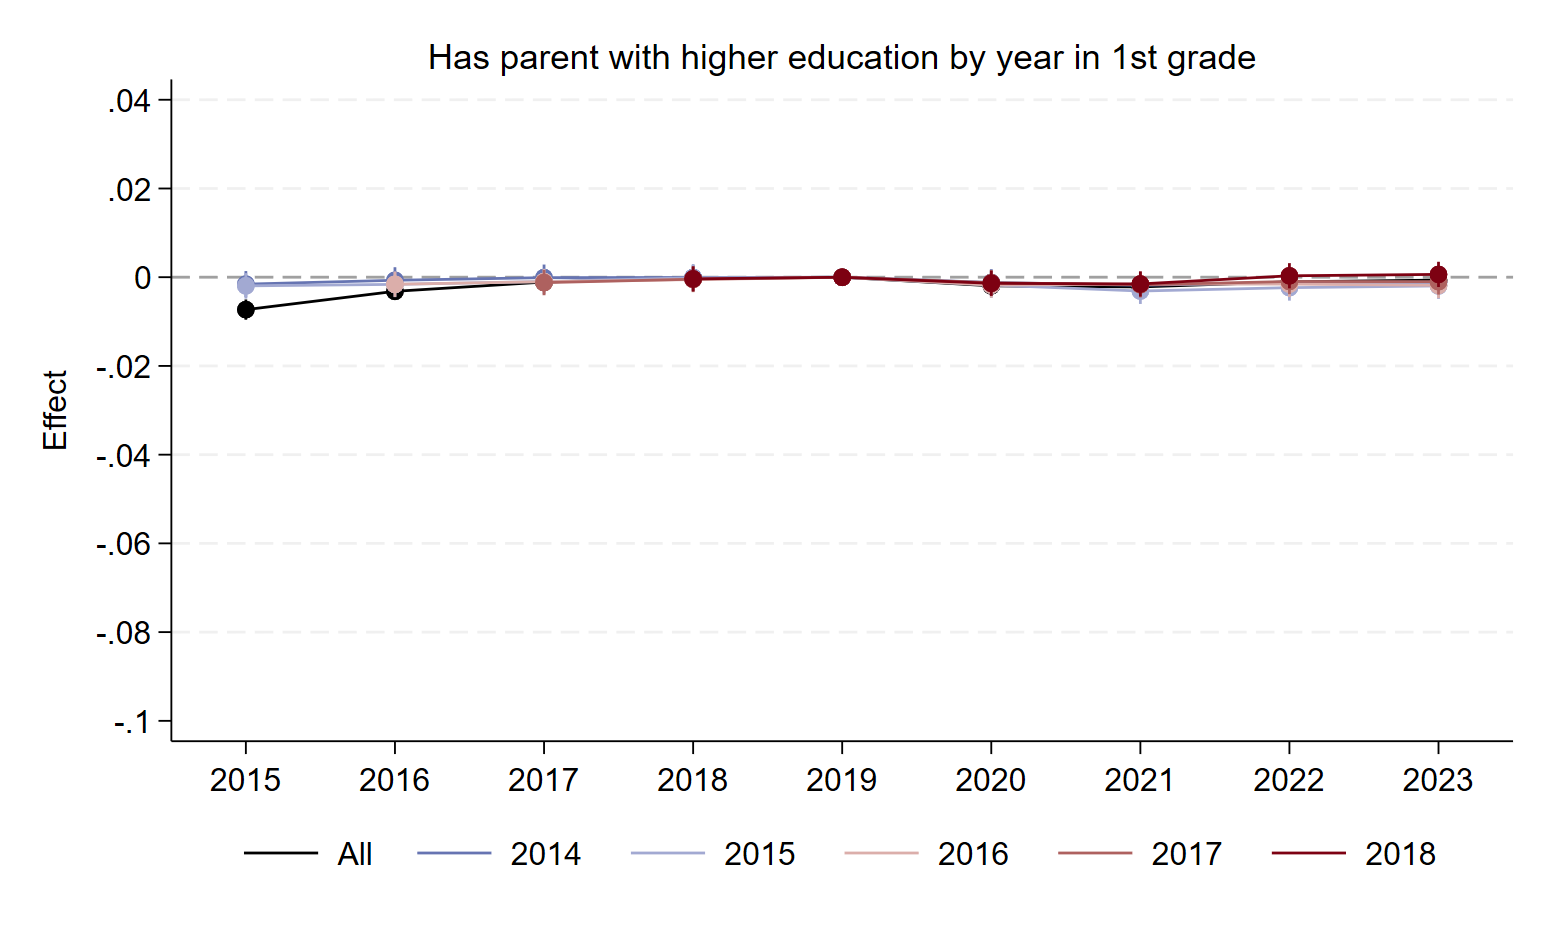 Has parent with higher education by year in 1st grade
.04
.02
0
-.02
-.04
-.06
-.08
-.1
Effect
2015 2016 2017 2018 2019 2020 2021 2022 2023
All 2014 2015 2016 2017 2018